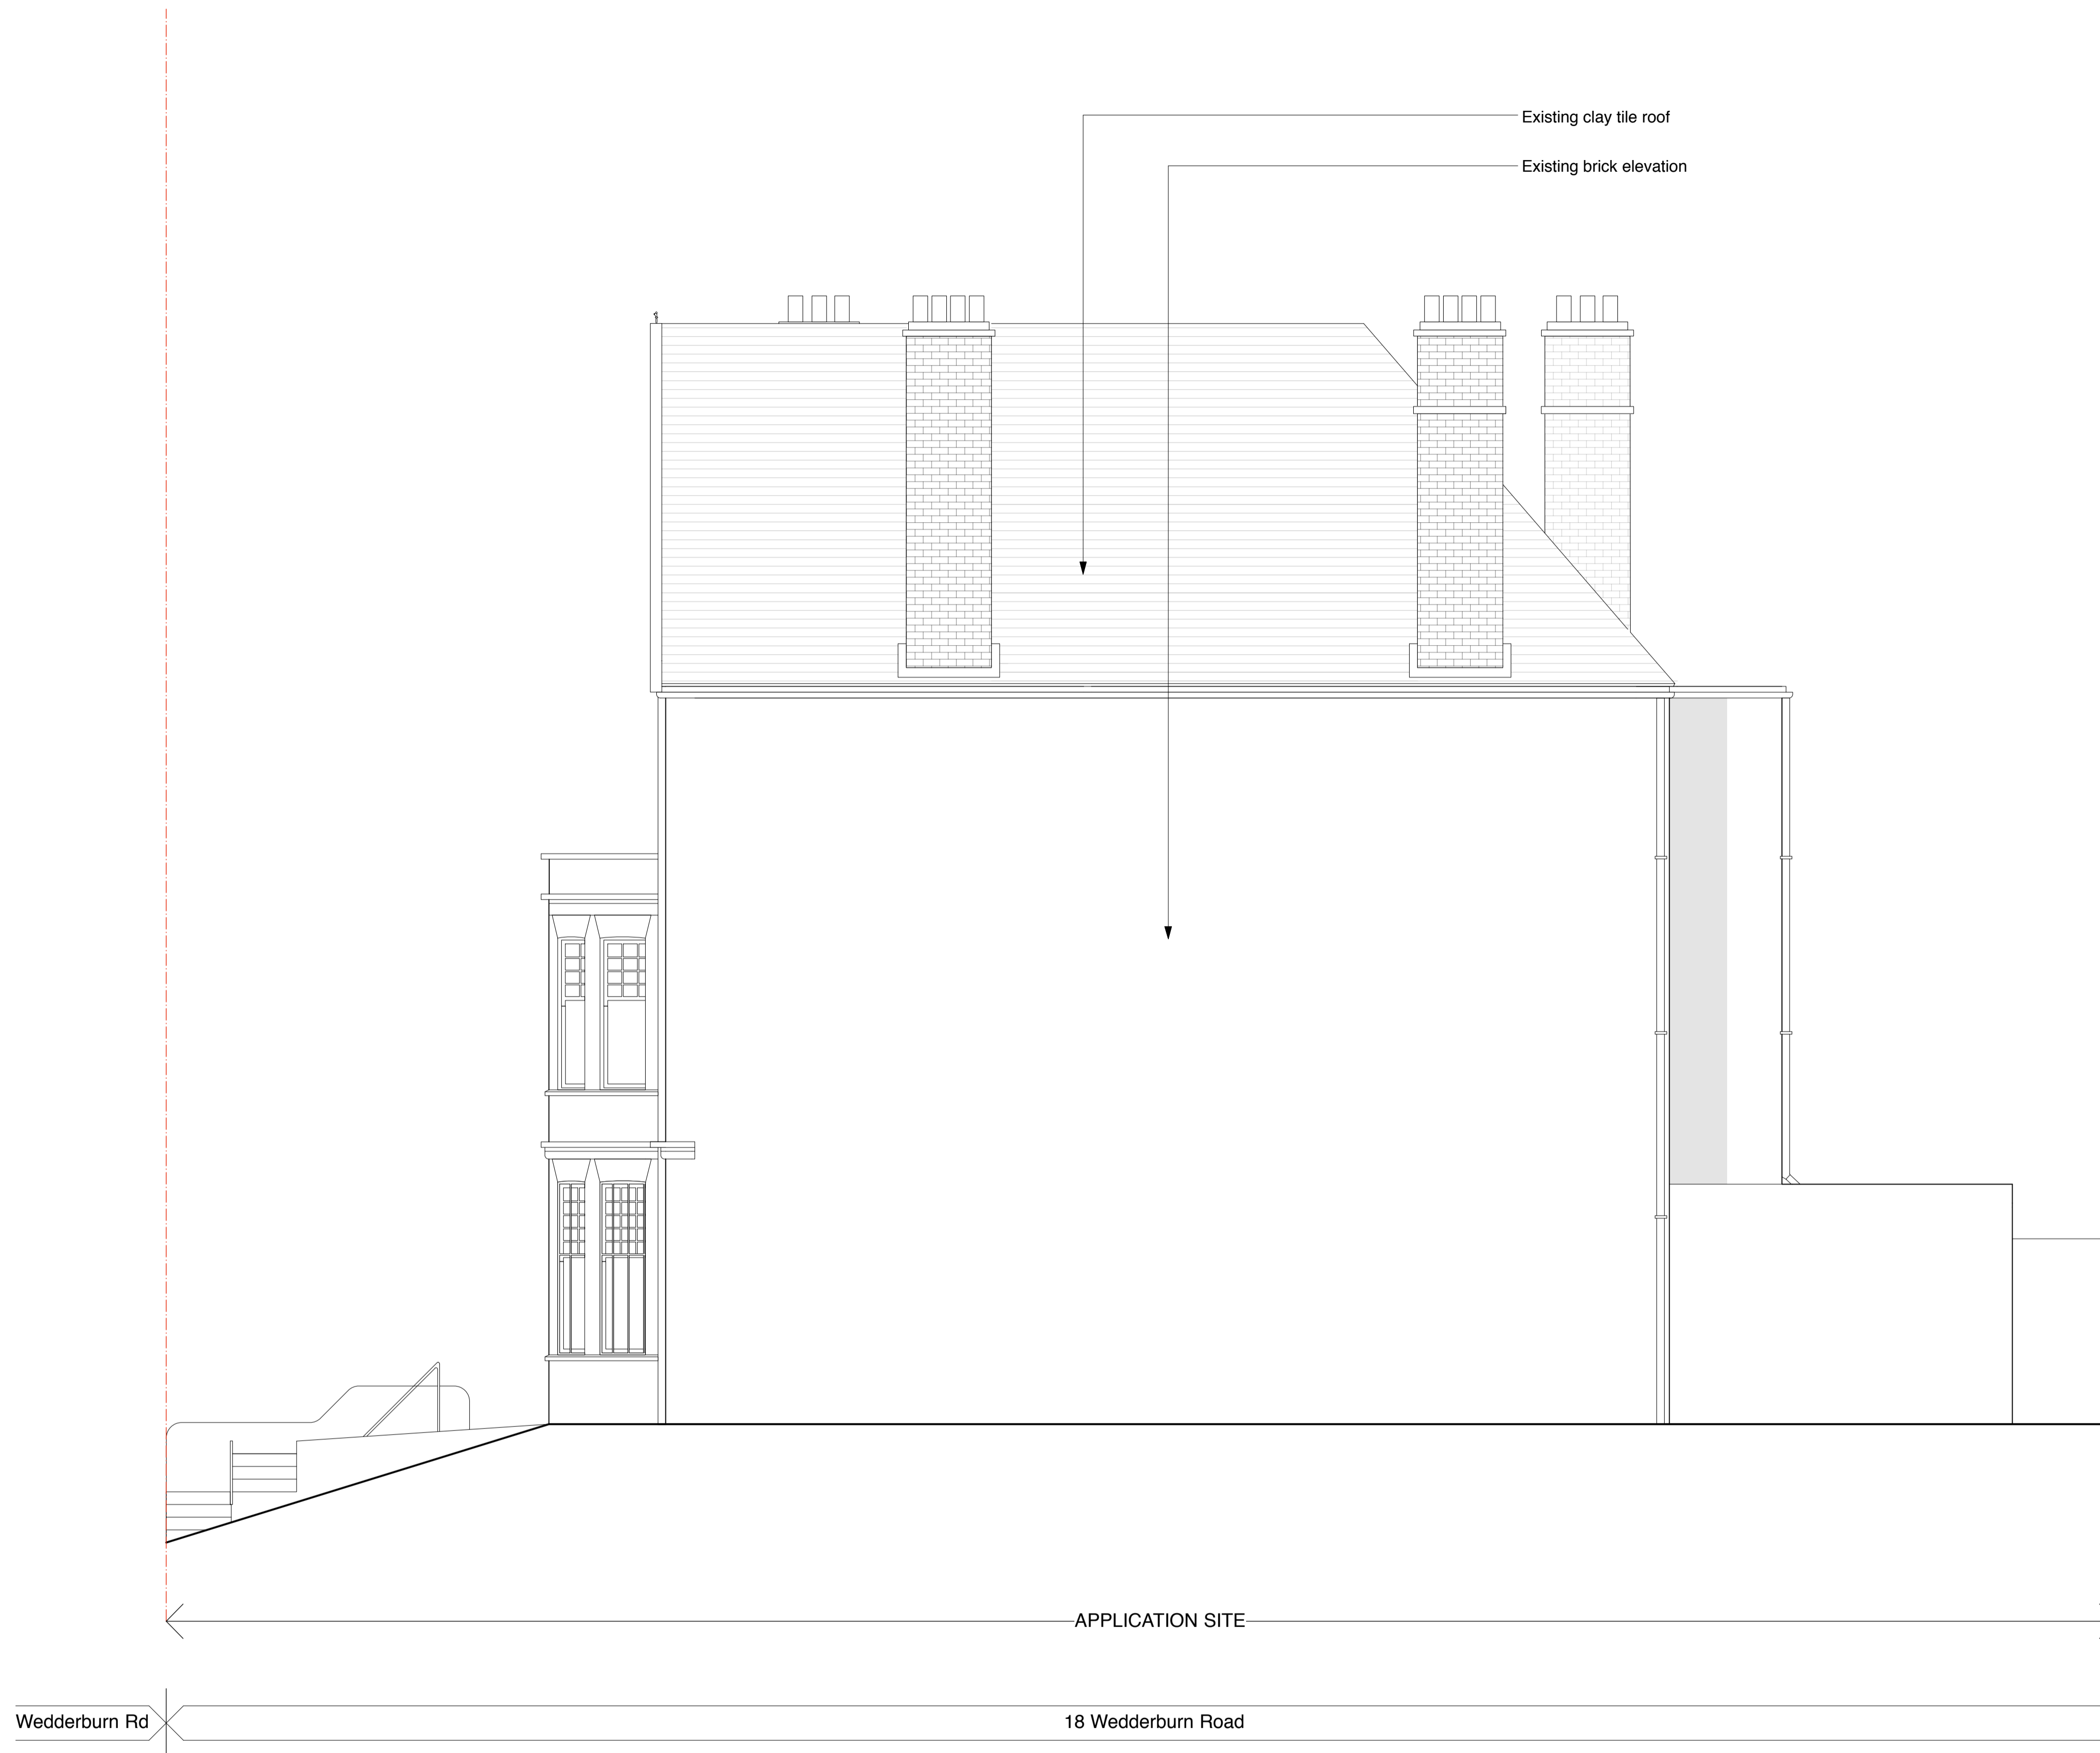 Existing clay tile roof
Existing brick elevation
APPLICATION SITE
Wedderburn Rd
18 Wedderburn Road